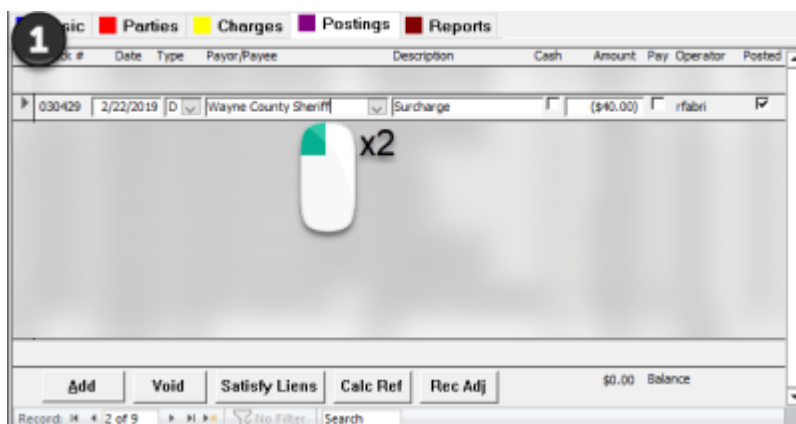 1 sic Parties Charges Postings Reports
k # Date Type Payor/Payee Description Cash Amount Pay Operator Posted
030429 2/22/2019 D Wayne County Sheriff Surcharge ($40.00) rfabri
x2
Add Void Satisfy Liens Calc Ref Rec Adj $0.00 Balance
Record: 2 of 9 No Filter Search